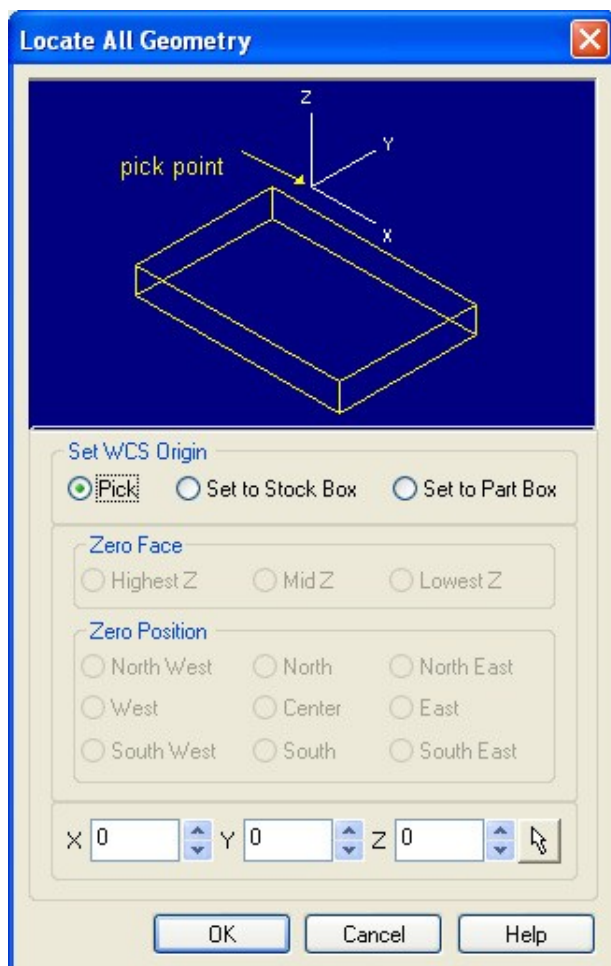 Locate All Geometry
Z
Y
pick point
X
Set WCS Origin
Pick Set to Stock Box Set to Part Box
Zero Face
Highest Z Mid Z Lowest Z
Zero Position
North West North North East
West Center East
South West South South East
X 0 Y 0 Z 0
OK Cancel Help